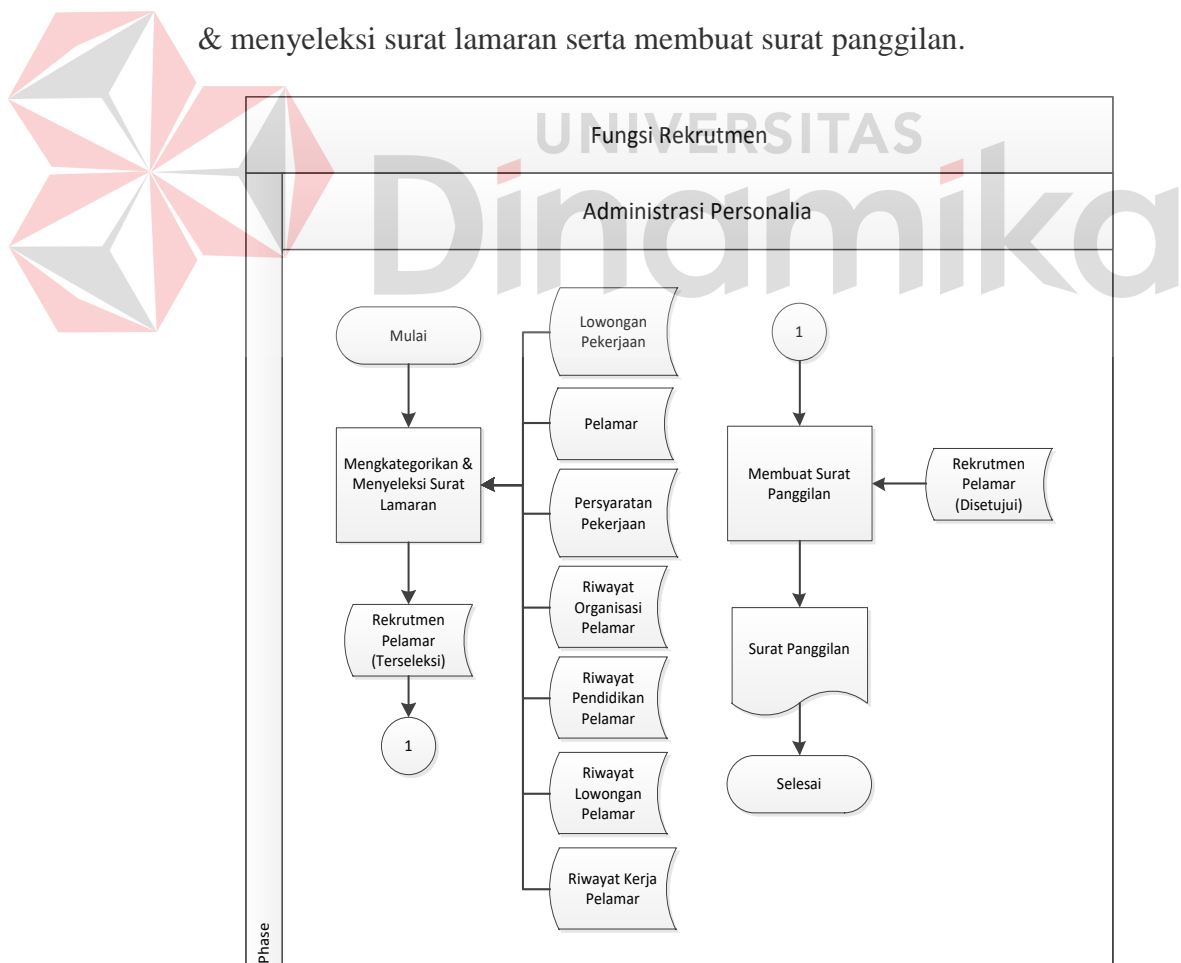 & menyeleksi surat lamaran serta membuat surat panggilan.
UNIVERSITAS
Dinamika
Fungsi Rekrutmen
Administrasi Personalia
Mulai
Mengkategorikan &
Menyeleksi Surat
Lamaran
Rekrutmen
Pelamar
(Terseleksi)
1
Lowongan
Pekerjaan
Pelamar
Persyaratan
Pekerjaan
Riwayat
Organisasi
Pelamar
Riwayat
Pendidikan
Pelamar
Riwayat
Lowongan
Pelamar
Riwayat Kerja
Pelamar
1
Membuat Surat
Panggilan
Rekrutmen
Pelamar
(Disetujui)
Surat Panggilan
Selesai
Phase